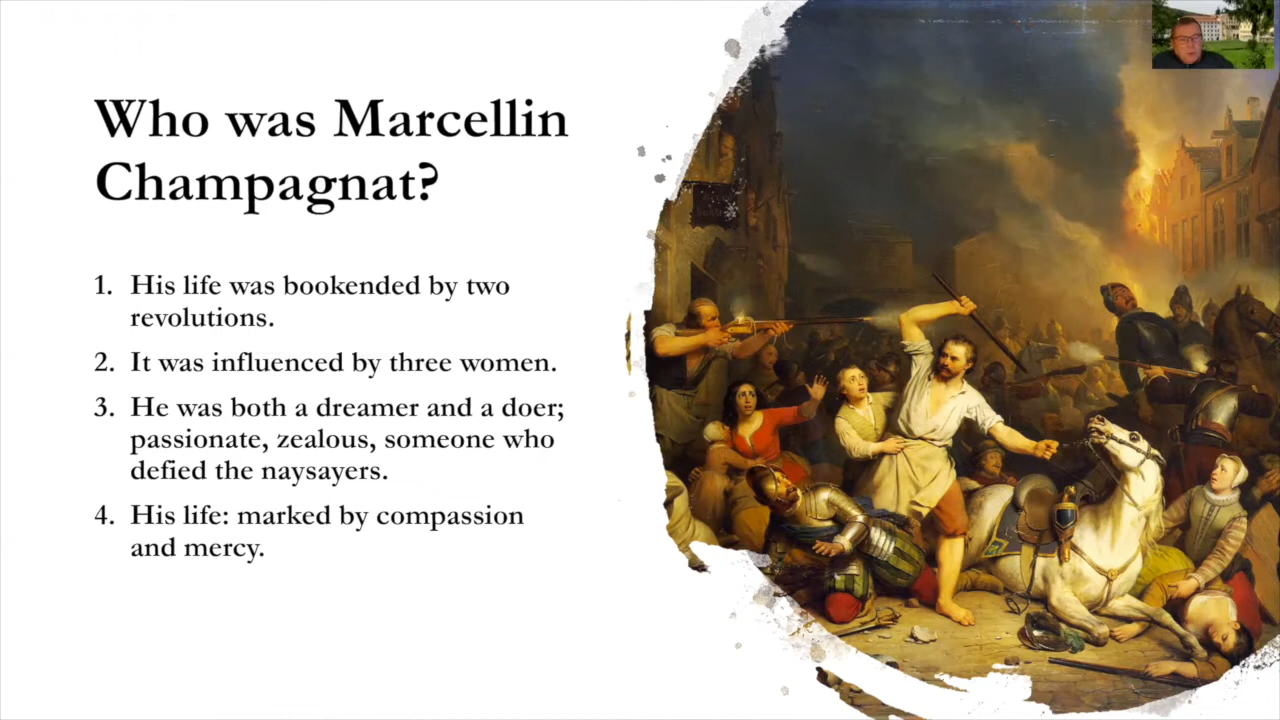 Who was Marcellin
Champagnat?
1. His life was bookended by two
revolutions.
2. It was influenced by three women.
3. He was both a dreamer and a doer;
passionate, zealous, someone who
defied the naysayers.
4. His life: marked by compassion
and mercy.